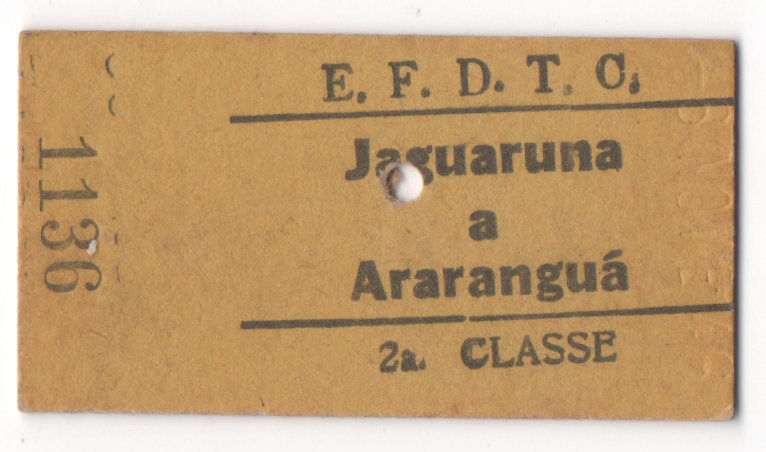 E. F. D. T. C.
Jaguaruna
a
Araranguá
2a. CLASSE
1136